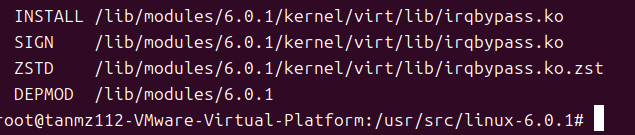 INSTALL /lib/modules/6.0.1/kernel/virt/lib/irqbypass.ko
SIGN /lib/modules/6.0.1/kernel/virt/lib/irqbypass.ko
ZSTD /lib/modules/6.0.1/kernel/virt/lib/irqbypass.ko.zst
DEPMOD /lib/modules/6.0.1
root@tanmz112-VMware-Virtual-Platform:/usr/src/linux-6.0.1#